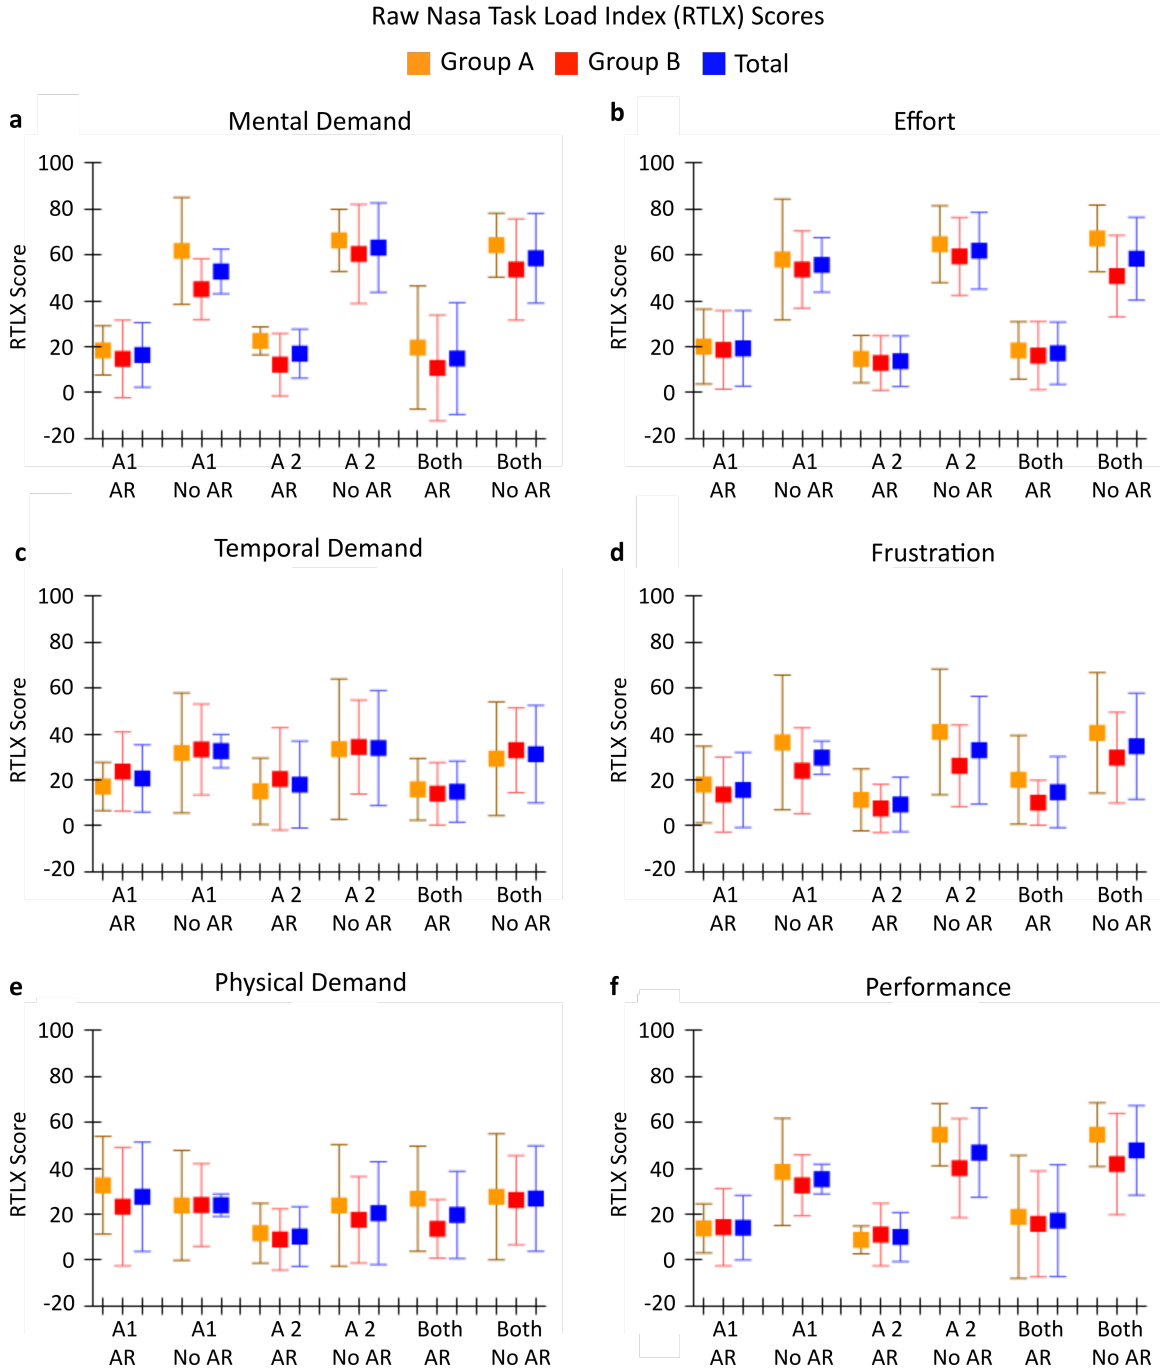 Raw Nasa Task Load Index (RTLX) Scores
Group A Group B Total
a Mental Demand
100
80
60
40
20
0
-20
RTLX Score
A1 A1 A 2 A 2 Both Both
AR No AR AR No AR AR No AR
b Effort
100
80
60
40
20
0
-20
RTLX Score
A1 A1 A 2 A 2 Both Both
AR No AR AR No AR AR No AR
c Temporal Demand
100
80
60
40
20
0
-20
RTLX Score
A1 A1 A 2 A 2 Both Both
AR No AR AR No AR AR No AR
d Frustration
100
80
60
40
20
0
-20
RTLX Score
A1 A1 A 2 A 2 Both Both
AR No AR AR No AR AR No AR
e Physical Demand
100
80
60
40
20
0
-20
RTLX Score
A1 A1 A 2 A 2 Both Both
AR No AR AR No AR AR No AR
f Performance
100
80
60
40
20
0
-20
RTLX Score
A1 A1 A 2 A 2 Both Both
AR No AR AR No AR AR No AR